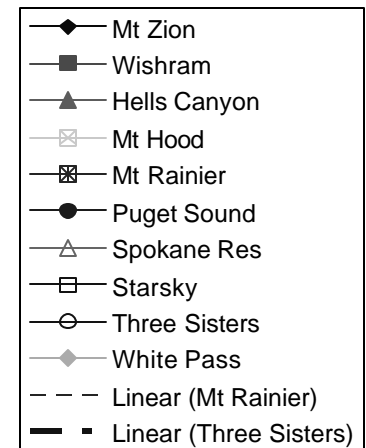 Mt Zion
Wishram
Hells Canyon
Mt Hood
Mt Rainier
Puget Sound
Spokane Res
Starsky
Three Sisters
White Pass
Linear (Mt Rainier)
Linear (Three Sisters)